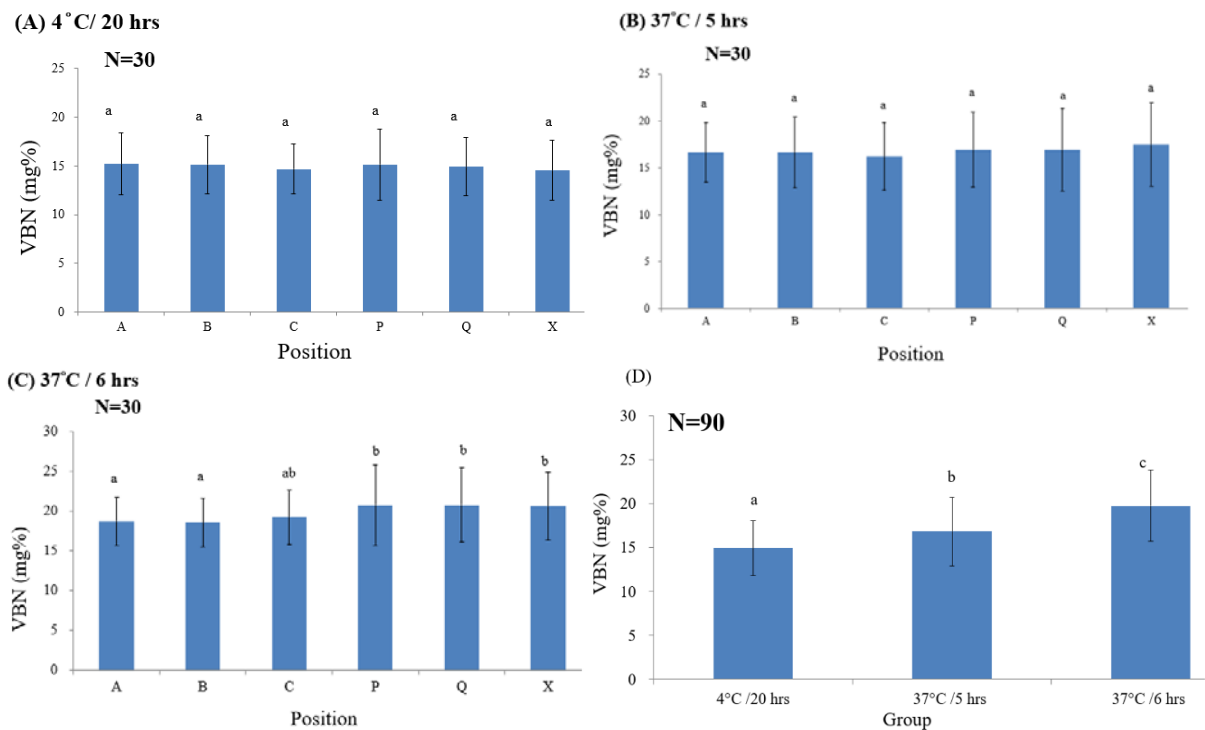 (A) 4°C/ 20 hrs
N=30
25
20
15
10
5
0
VBN (mg%)
a a a a a a
A B C P Q X
Position
(B) 37°C / 5 hrs
N=30
25
20
15
10
5
0
VBN (mg%)
a a a a a a
A B C P Q X
Position
(C) 37°C / 6 hrs
N=30
30
25
20
15
10
5
0
VBN (mg%)
a a ab b b b
A B C P Q X
Position
(D)
N=90
30
25
20
15
10
5
0
VBN (mg%)
a b c
4°C /20 hrs 37°C /5 hrs 37°C /6 hrs
Group